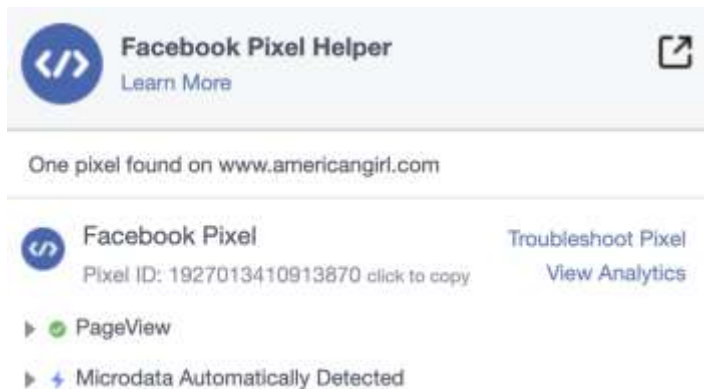 Facebook Pixel Helper
Learn More
One pixel found on www.americangirl.com
Facebook Pixel
Troubleshoot Pixel
Pixel ID: 1927013410913870 click to copy
View Analytics
PageView
Microdata Automatically Detected